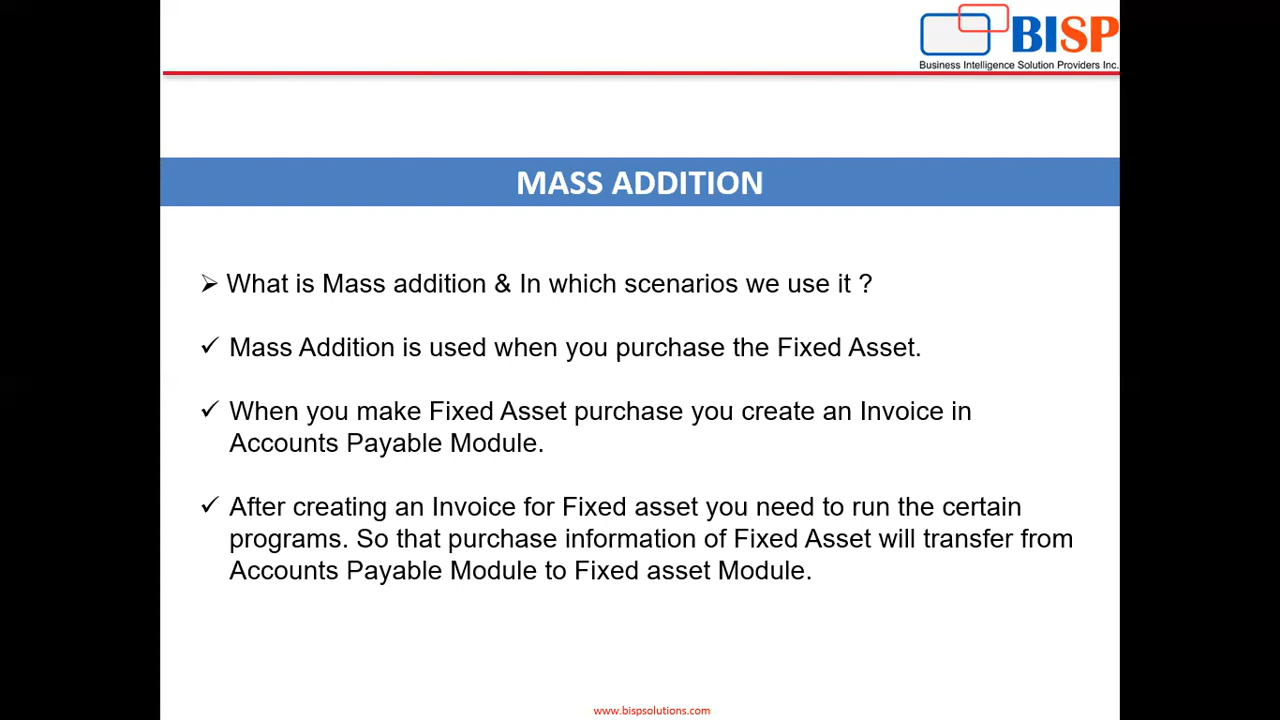 BISP
Business Intelligence Solution Providers Inc.
MASS ADDITION
What is Mass addition & In which scenarios we use it ?
Mass Addition is used when you purchase the Fixed Asset.
When you make Fixed Asset purchase you create an Invoice in
Accounts Payable Module.
After creating an Invoice for Fixed asset you need to run the certain
programs. So that purchase information of Fixed Asset will transfer from
Accounts Payable Module to Fixed asset Module.
www.bispsolutions.com